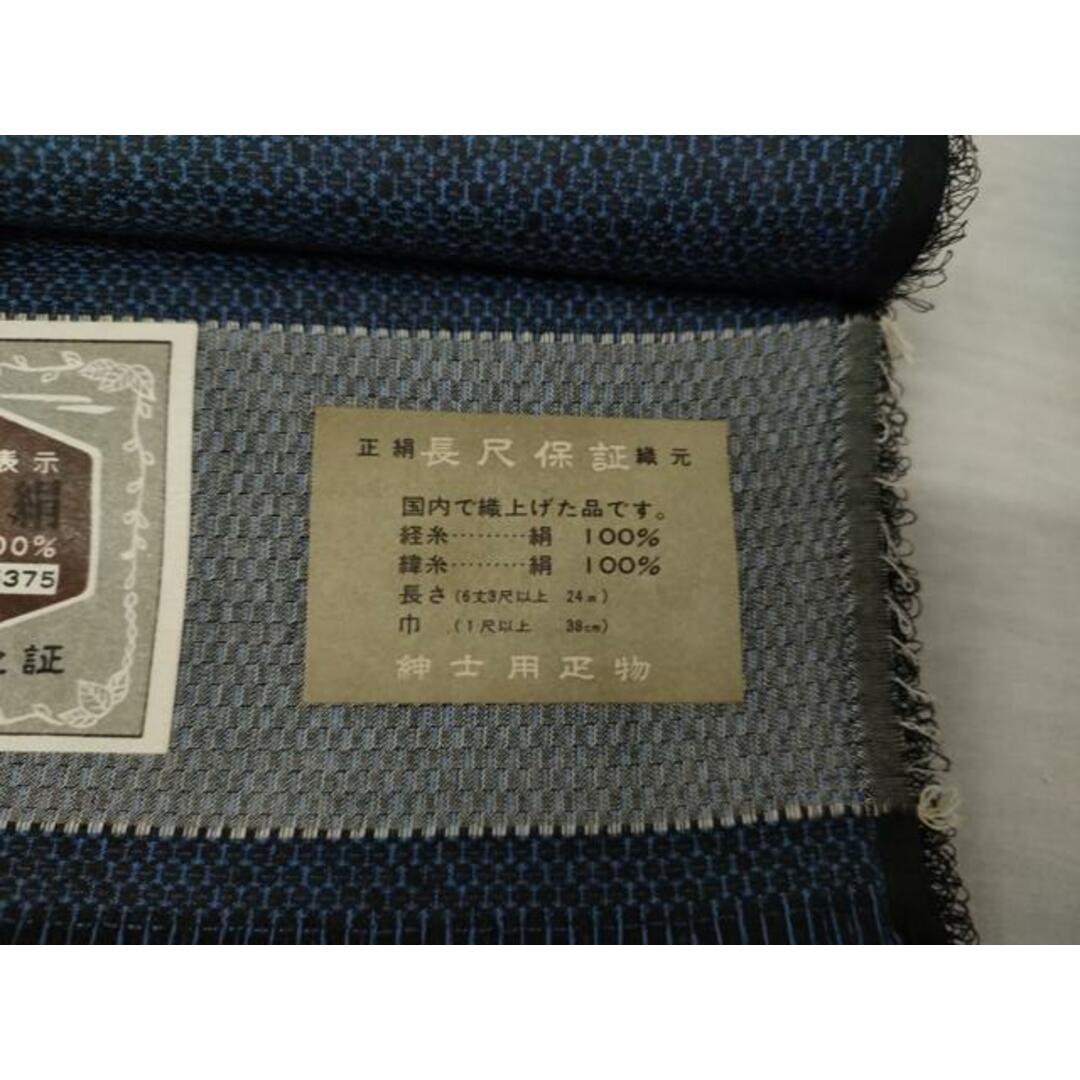 表示
絹
00%
375
之証
正絹 長尺保証 織元
国内で織上げた品です。
経糸………絹 100%
緯糸………絹 100%
長さ(6丈3尺以上 24m)
巾 (1尺以上 38cm)
紳士用疋物